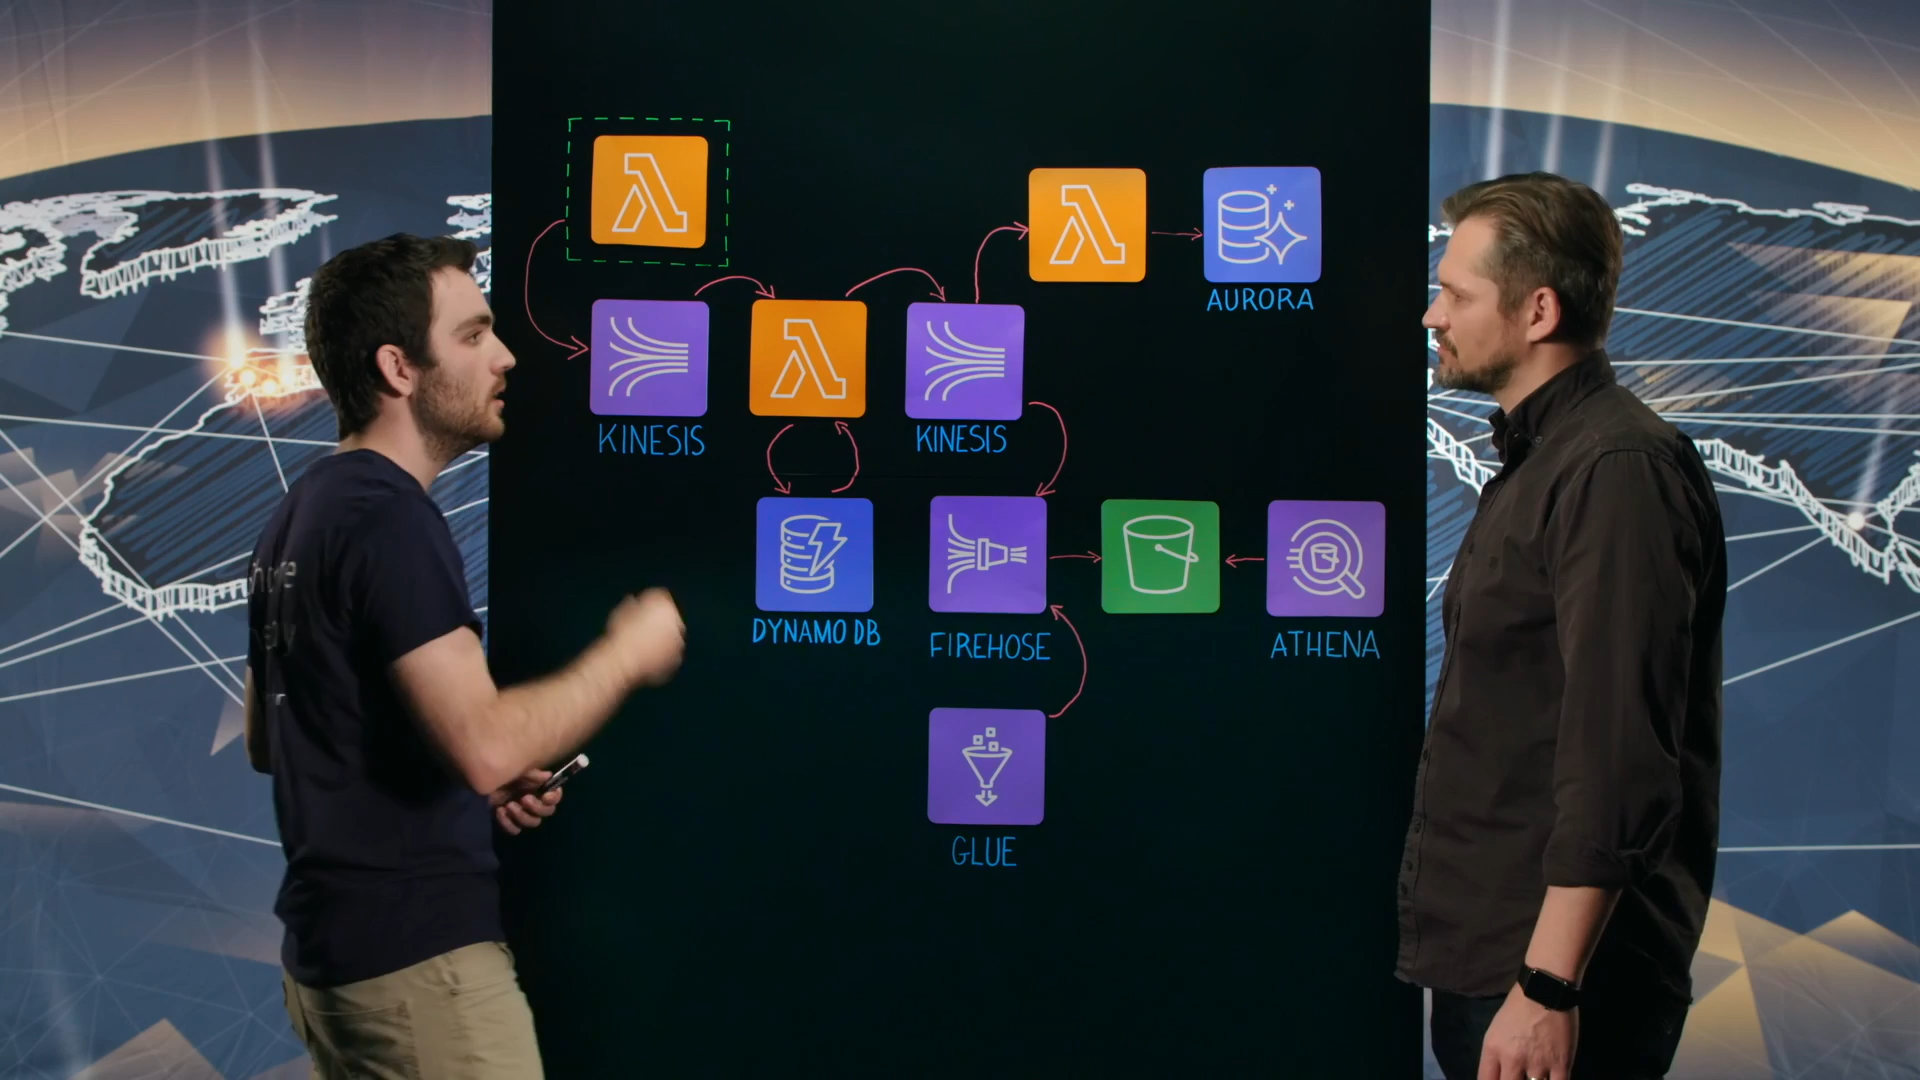 AURORA
KINESIS
KINESIS
DYNAMO DB
FIREHOSE
ATHENA
GLUE